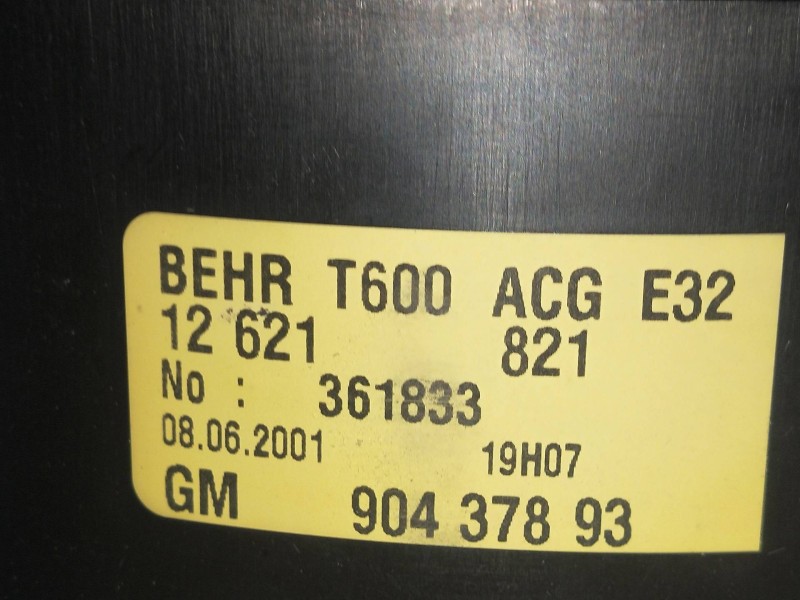 BEHR T600 ACG E32
12 621 821
No : 361833
08.06.2001 19H07
GM 904 378 93